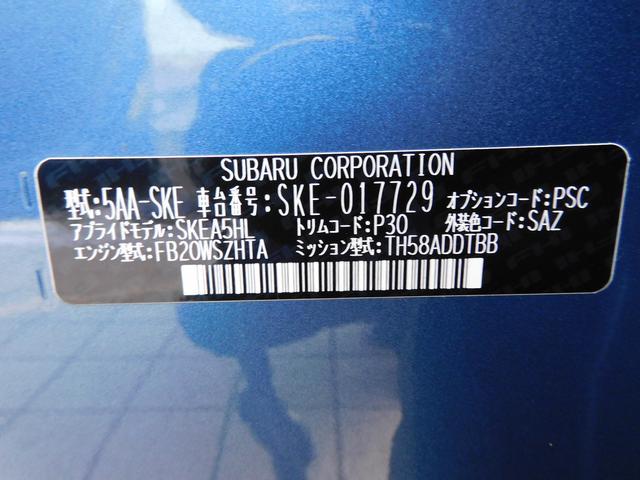 SUBARU CORPORATION
型式:5AA-SKE 車台番号:SKE-017729 オプションコード:PSC
アプライドモデル:SKEA5HL トリムコード:P30 外装色コード:SAZ
エンジン型式:FB20WSZHTA ミッション型式:TH58ADDTBB